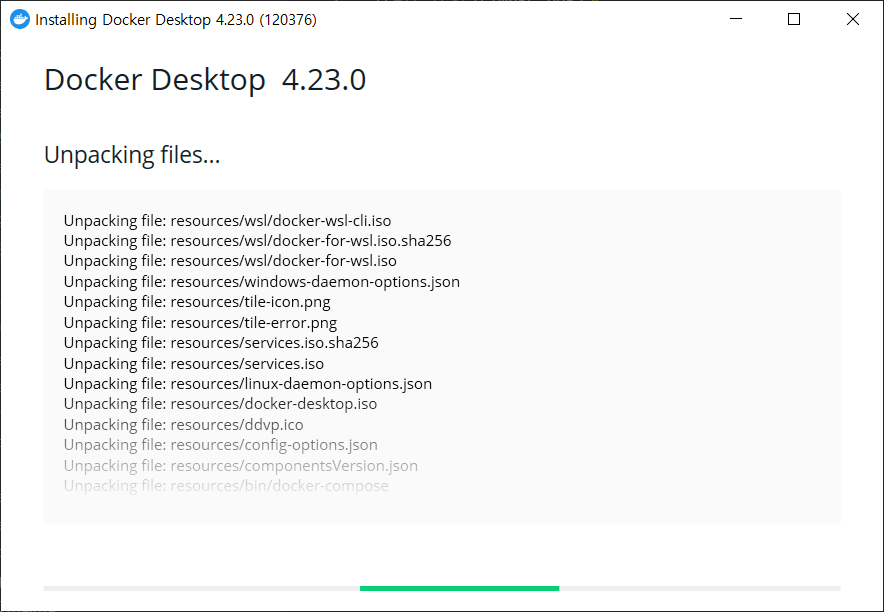 Installing Docker Desktop 4.23.0 (120376)
Docker Desktop 4.23.0
Unpacking files...
Unpacking file: resources/wsl/docker-wsl-cli.iso
Unpacking file: resources/wsl/docker-for-wsl.iso.sha256
Unpacking file: resources/wsl/docker-for-wsl.iso
Unpacking file: resources/windows-daemon-options.json
Unpacking file: resources/tile-icon.png
Unpacking file: resources/tile-error.png
Unpacking file: resources/services.iso.sha256
Unpacking file: resources/services.iso
Unpacking file: resources/linux-daemon-options.json
Unpacking file: resources/docker-desktop.iso
Unpacking file: resources/ddvp.ico
Unpacking file: resources/config-options.json
Unpacking file: resources/componentsVersion.json
Unpacking file: resources/bin/docker-compose